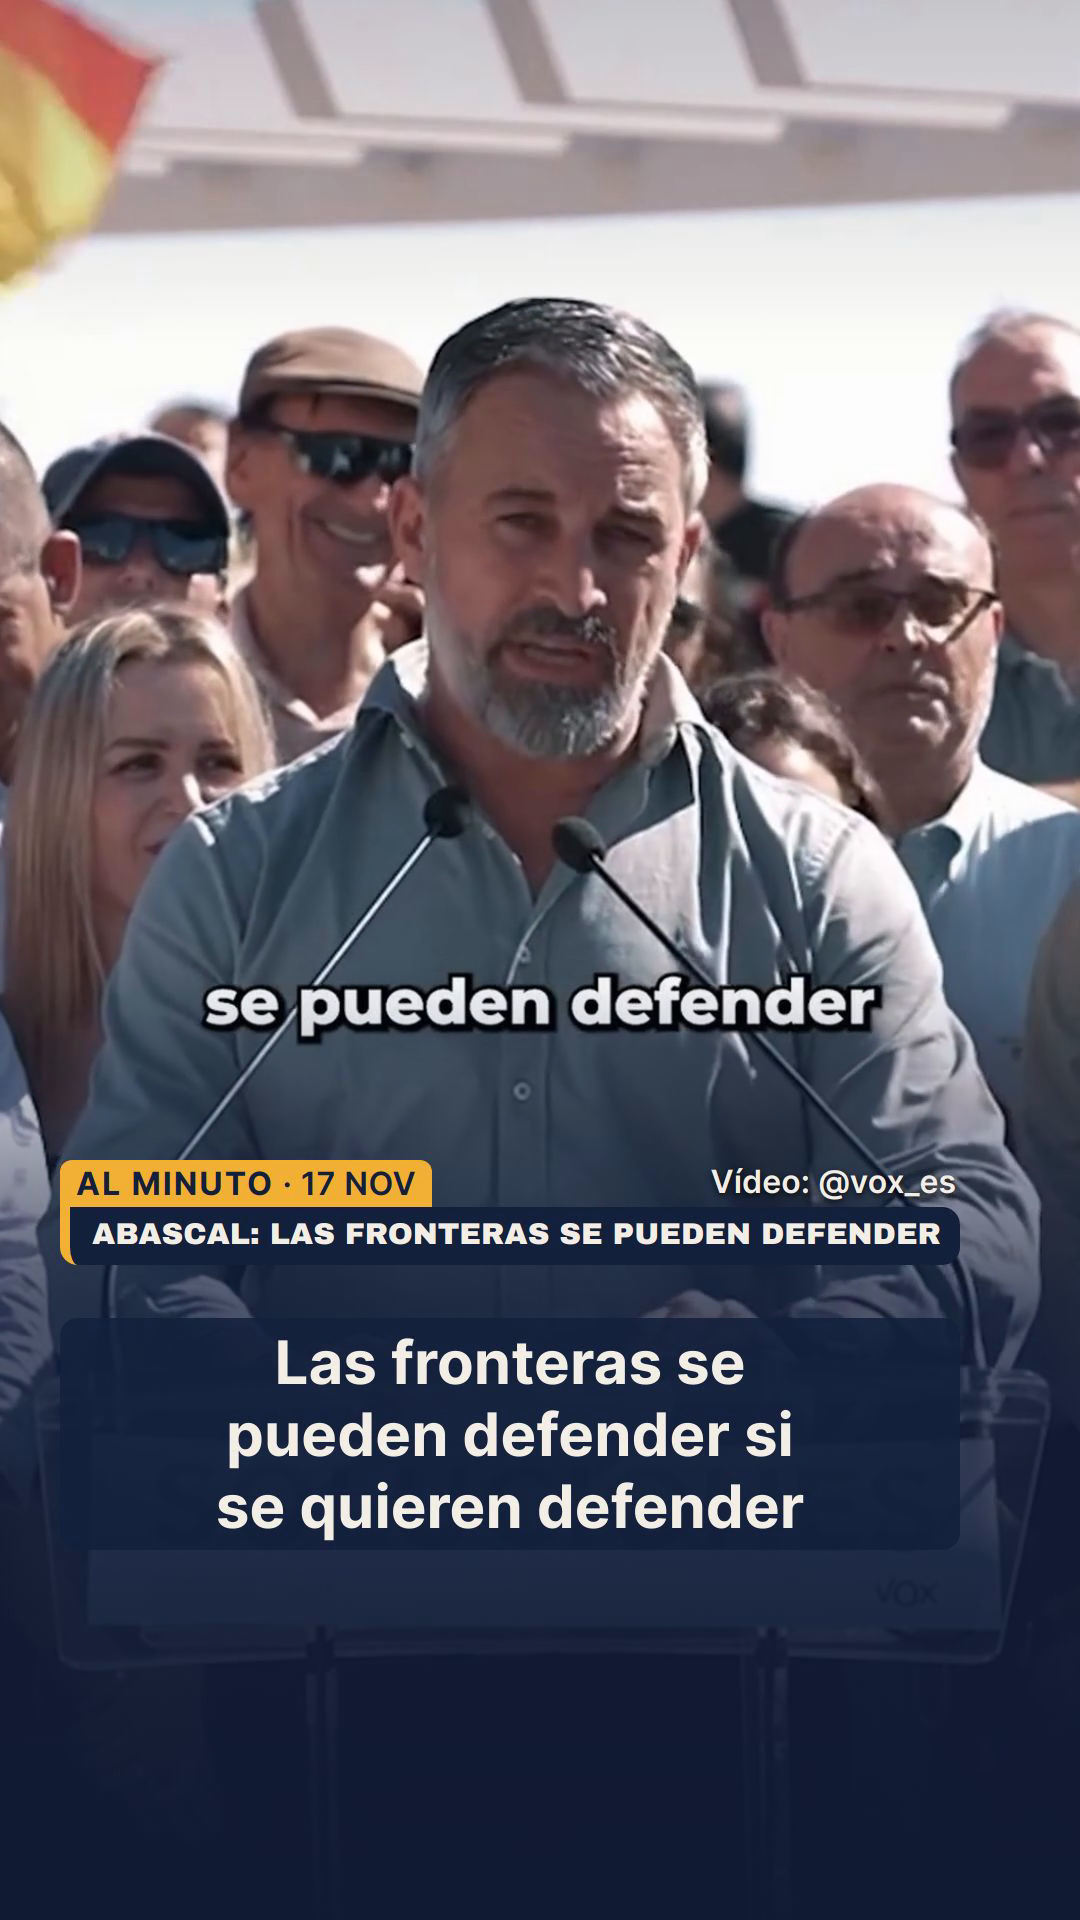 se pueden defender
AL MINUTO · 17 NOV
Vídeo: @vox_es
ABASCAL: LAS FRONTERAS SE PUEDEN DEFENDER
Las fronteras se
pueden defender si
se quieren defender
VOX